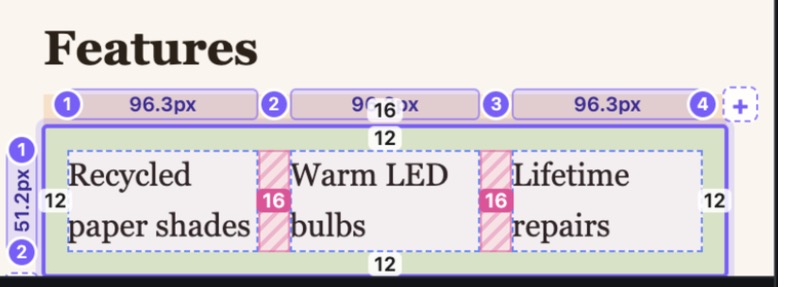 Features
1 96.3px 2 16 3 96.3px 4 +
12
1
51.2px
2
Recycled Warm LED Lifetime
12 16 16 12
paper shades bulbs repairs
12